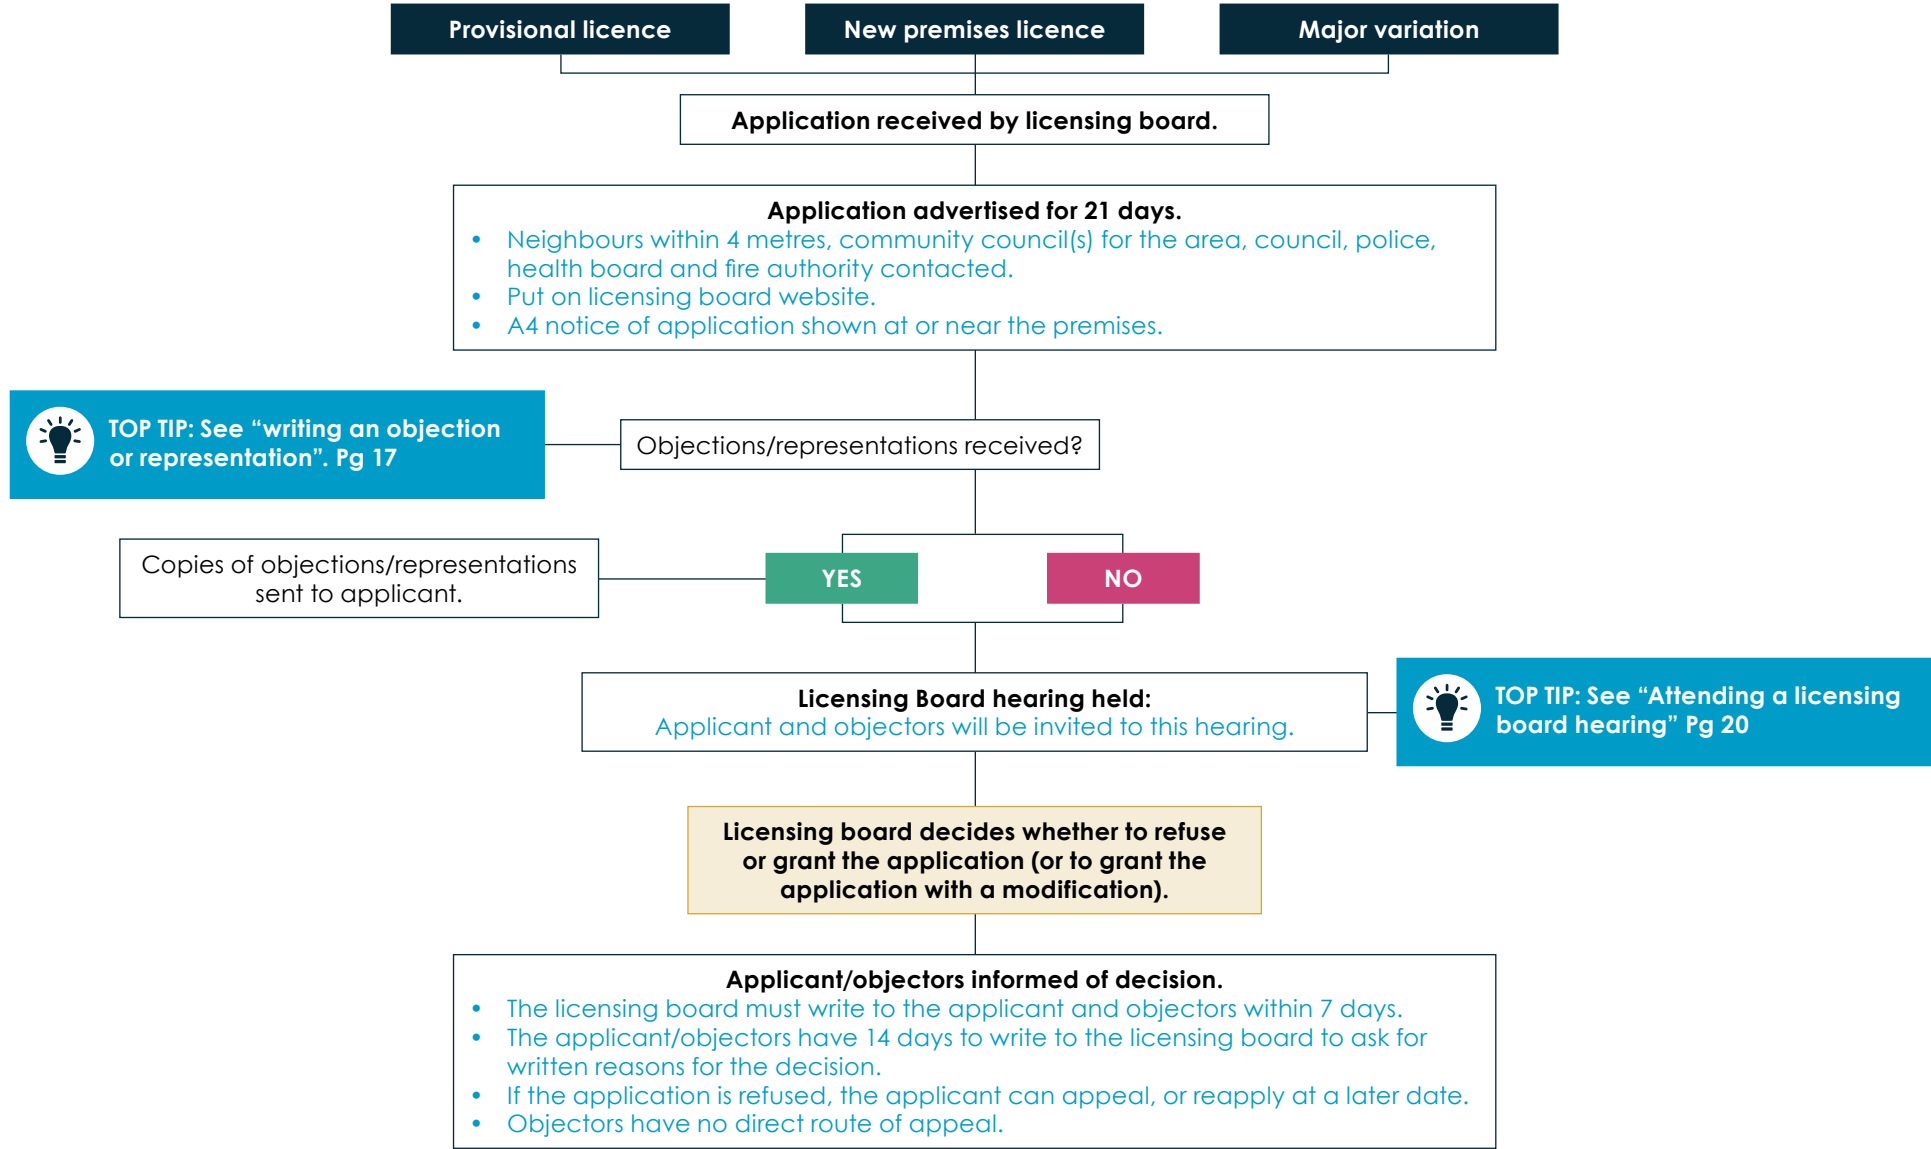 Provisional licence
New premises licence
Major variation
Application received by licensing board.
Application advertised for 21 days.
• Neighbours within 4 metres, community council(s) for the area, council, police,
health board and fire authority contacted.
• Put on licensing board website.
• A4 notice of application shown at or near the premises.
TOP TIP: See “writing an objection
or representation”. Pg 17
Objections/representations received?
Copies of objections/representations
sent to applicant.
YES
NO
Licensing Board hearing held:
Applicant and objectors will be invited to this hearing.
TOP TIP: See “Attending a licensing
board hearing” Pg 20
Licensing board decides whether to refuse
or grant the application (or to grant the
application with a modification).
Applicant/objectors informed of decision.
• The licensing board must write to the applicant and objectors within 7 days.
• The applicant/objectors have 14 days to write to the licensing board to ask for
written reasons for the decision.
• If the application is refused, the applicant can appeal, or reapply at a later date.
• Objectors have no direct route of appeal.